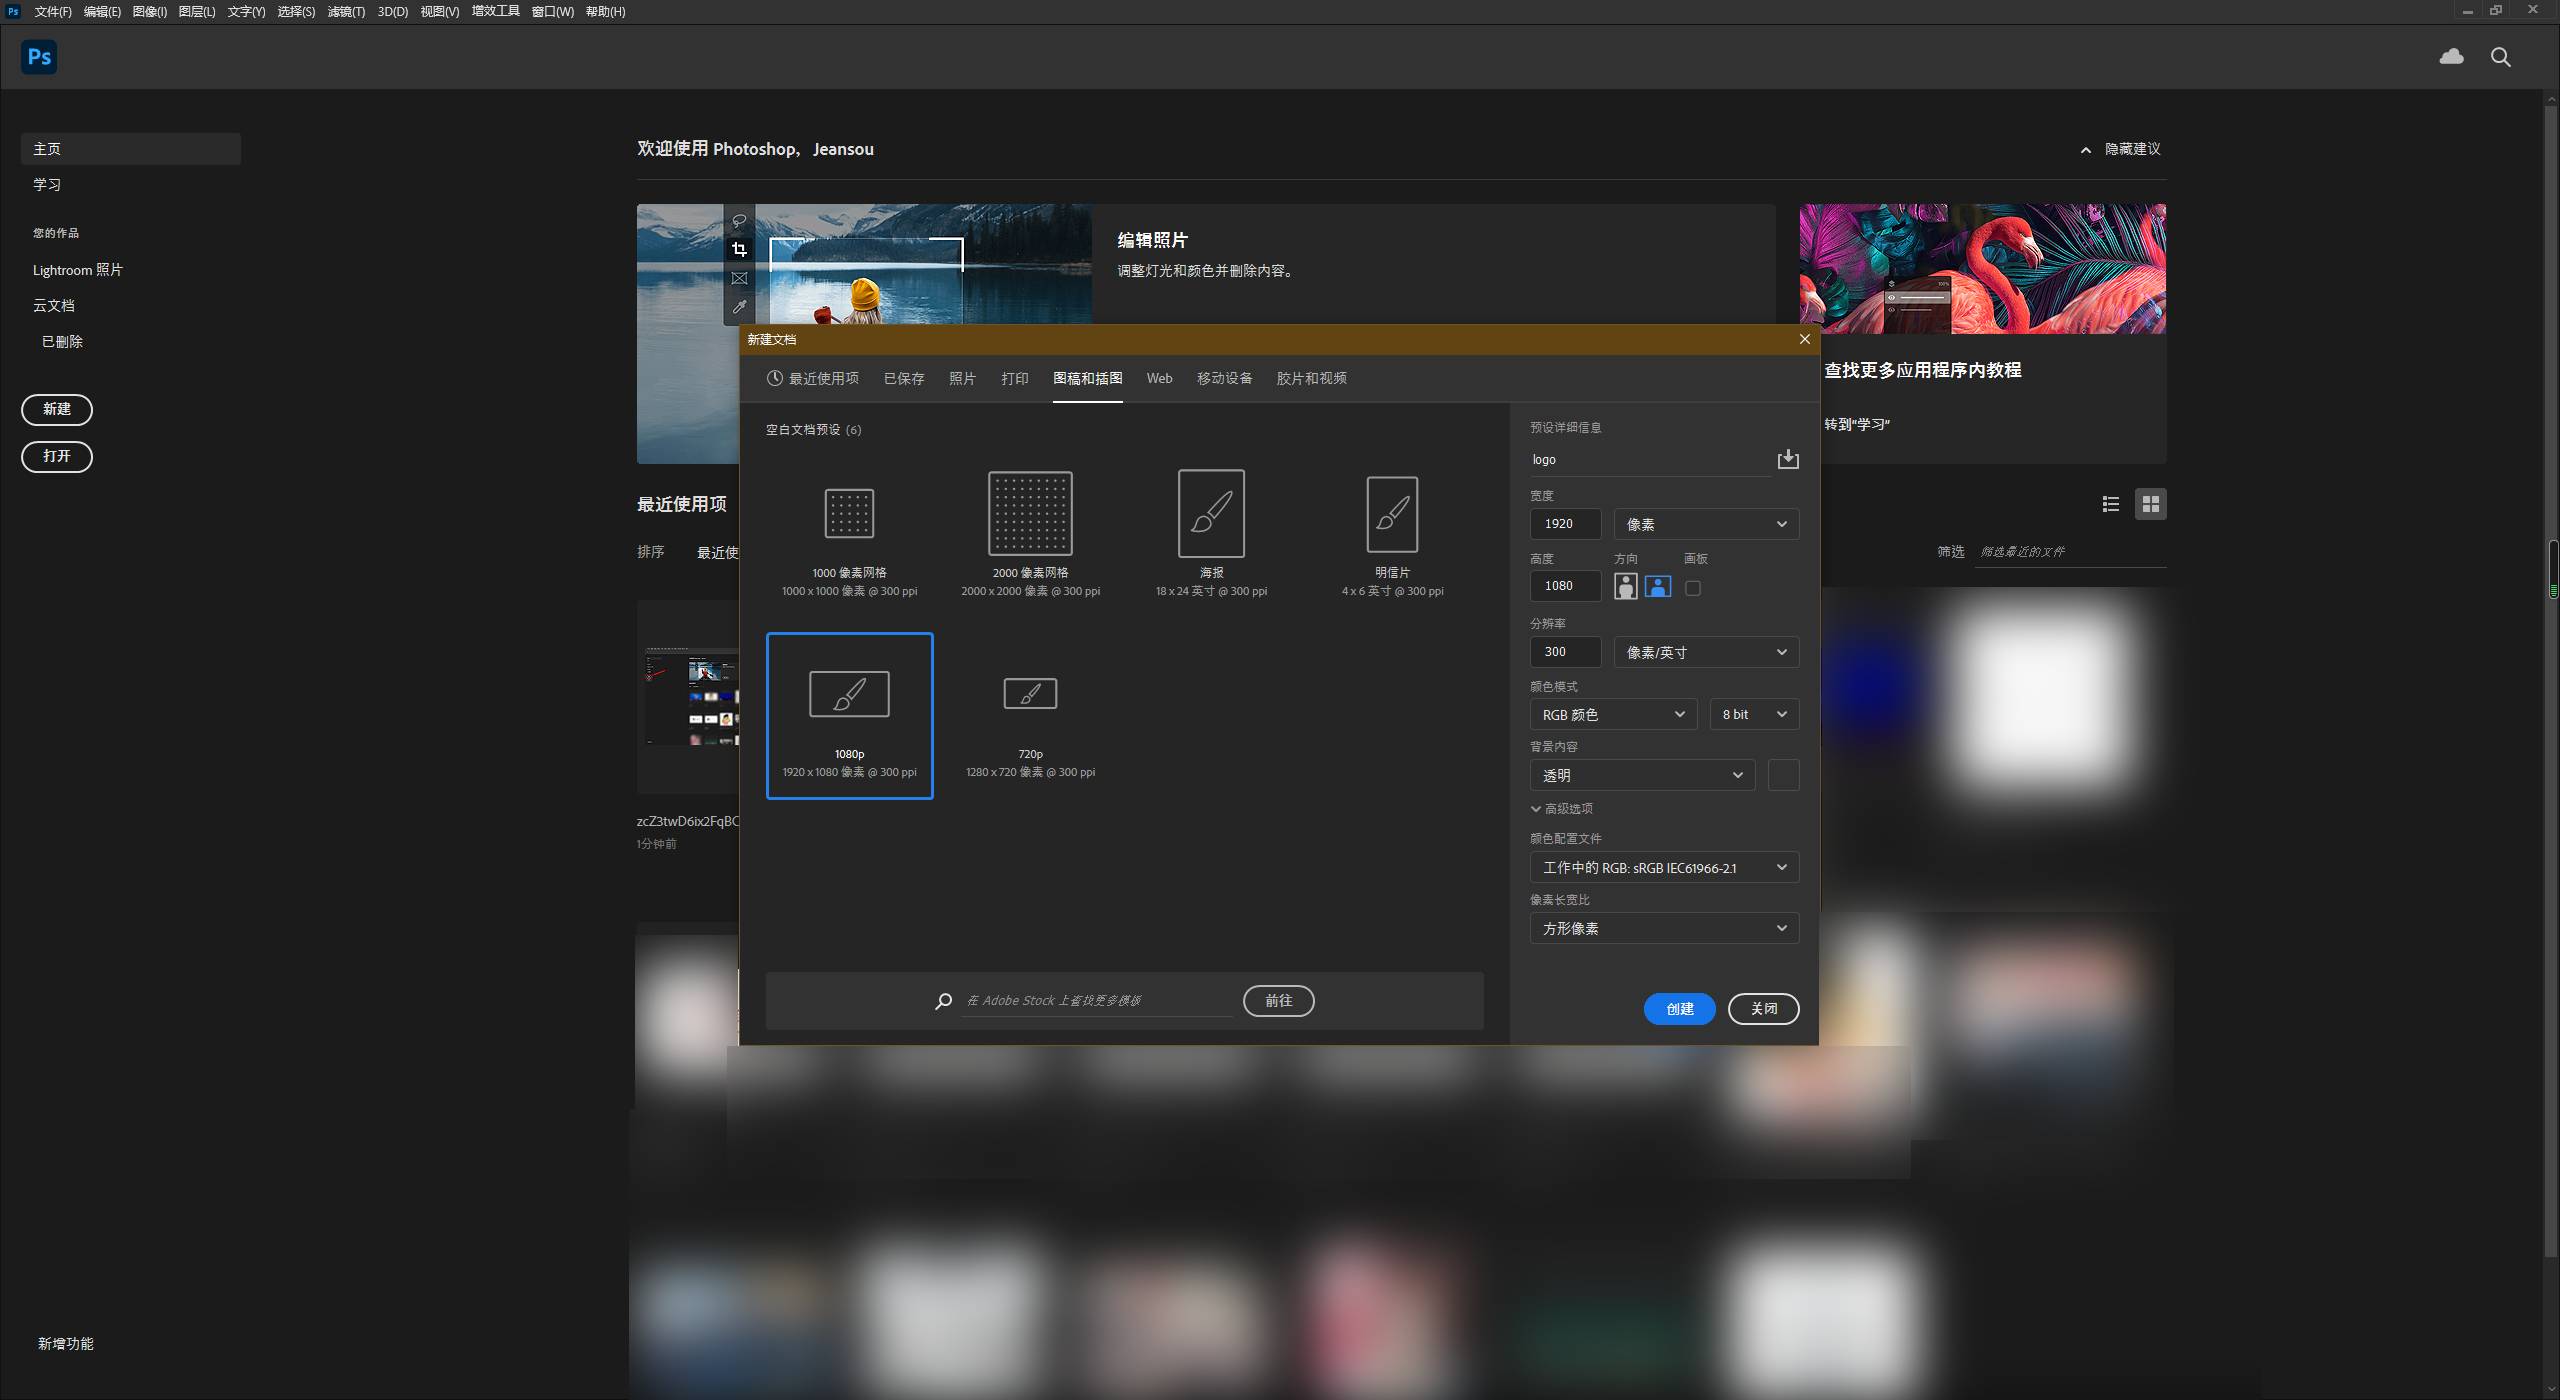 Ps 文件(F) 编辑(E) 图像(I) 图层(L) 文字(Y) 选择(S) 滤镜(T) 3D(D) 视图(V) 增效工具 窗口(W) 帮助(H)
Ps
主页
学习
您的作品
Lightroom 照片
云文档
已删除
新建
打开
新增功能
欢迎使用 Photoshop, Jeansou
隐藏建议
编辑照片
调整灯光和颜色并删除内容。
100%
查找更多应用程序内教程
转到“学习”
最近使用项
排序 最近使
筛选 筛选最近的文件
zcZ3twD6ix2FqBC
1分钟前
新建文档
最近使用项 已保存 照片 打印 图稿和插图 Web 移动设备 胶片和视频
空白文档预设 (6)
1000 像素网格
1000 x 1000 像素 @ 300 ppi
2000 像素网格
2000 x 2000 像素 @ 300 ppi
海报
18 x 24 英寸 @ 300 ppi
明信片
4 x 6 英寸 @ 300 ppi
1080p
1920 x 1080 像素 @ 300 ppi
720p
1280 x 720 像素 @ 300 ppi
在 Adobe Stock 上查找更多模板
前往
预设详细信息
logo
宽度
1920 像素
高度 方向 画板
1080
分辨率
300 像素/英寸
颜色模式
RGB 颜色 8 bit
背景内容
透明
高级选项
颜色配置文件
工作中的 RGB: sRGB IEC61966-2.1
像素长宽比
方形像素
创建 关闭